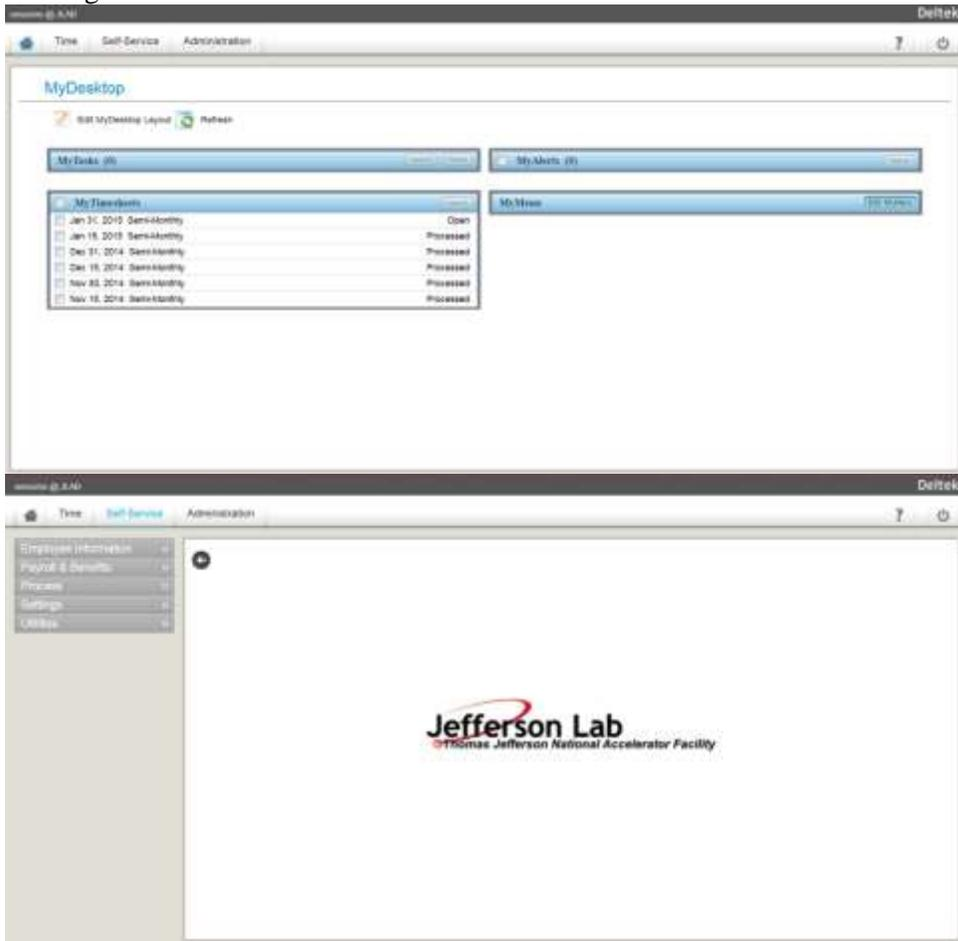 Deltek
Time Self-Service Administration ?
MyDesktop
Edit MyDesktop Layout Refresh
MyTasks (0)
MyAlerts (0)
MyTimesheets
MyMenu
Jan 31, 2015 Semi-Monthly Open
Jan 15, 2015 Semi-Monthly Processed
Dec 31, 2014 Semi-Monthly Processed
Dec 15, 2014 Semi-Monthly Processed
Nov 30, 2014 Semi-Monthly Processed
Nov 15, 2014 Semi-Monthly Processed
Deltek
Time Self-Service Administration ?
Employee Information
Payroll & Benefits
Process
Settings
Utilities
Jefferson Lab
Thomas Jefferson National Accelerator Facility